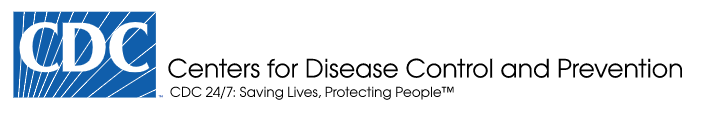 CDC
Centers for Disease Control and Prevention
CDC 24/7: Saving Lives, Protecting People™